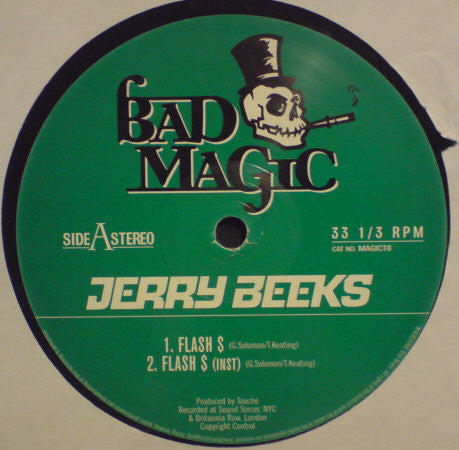 BAD
MAGIC
SIDE A STEREO
33 1/3 RPM
CAT NO. MAGICT6
JERRY BEEKS
1. FLASH $ (G.Solomon/T.Keating)
2. FLASH $ (INST) (G.Solomon/T.Keating)
Produced by Touche
Recorded at Sound Sorcer, NYC
& Britannia Row, London
Copyright Control